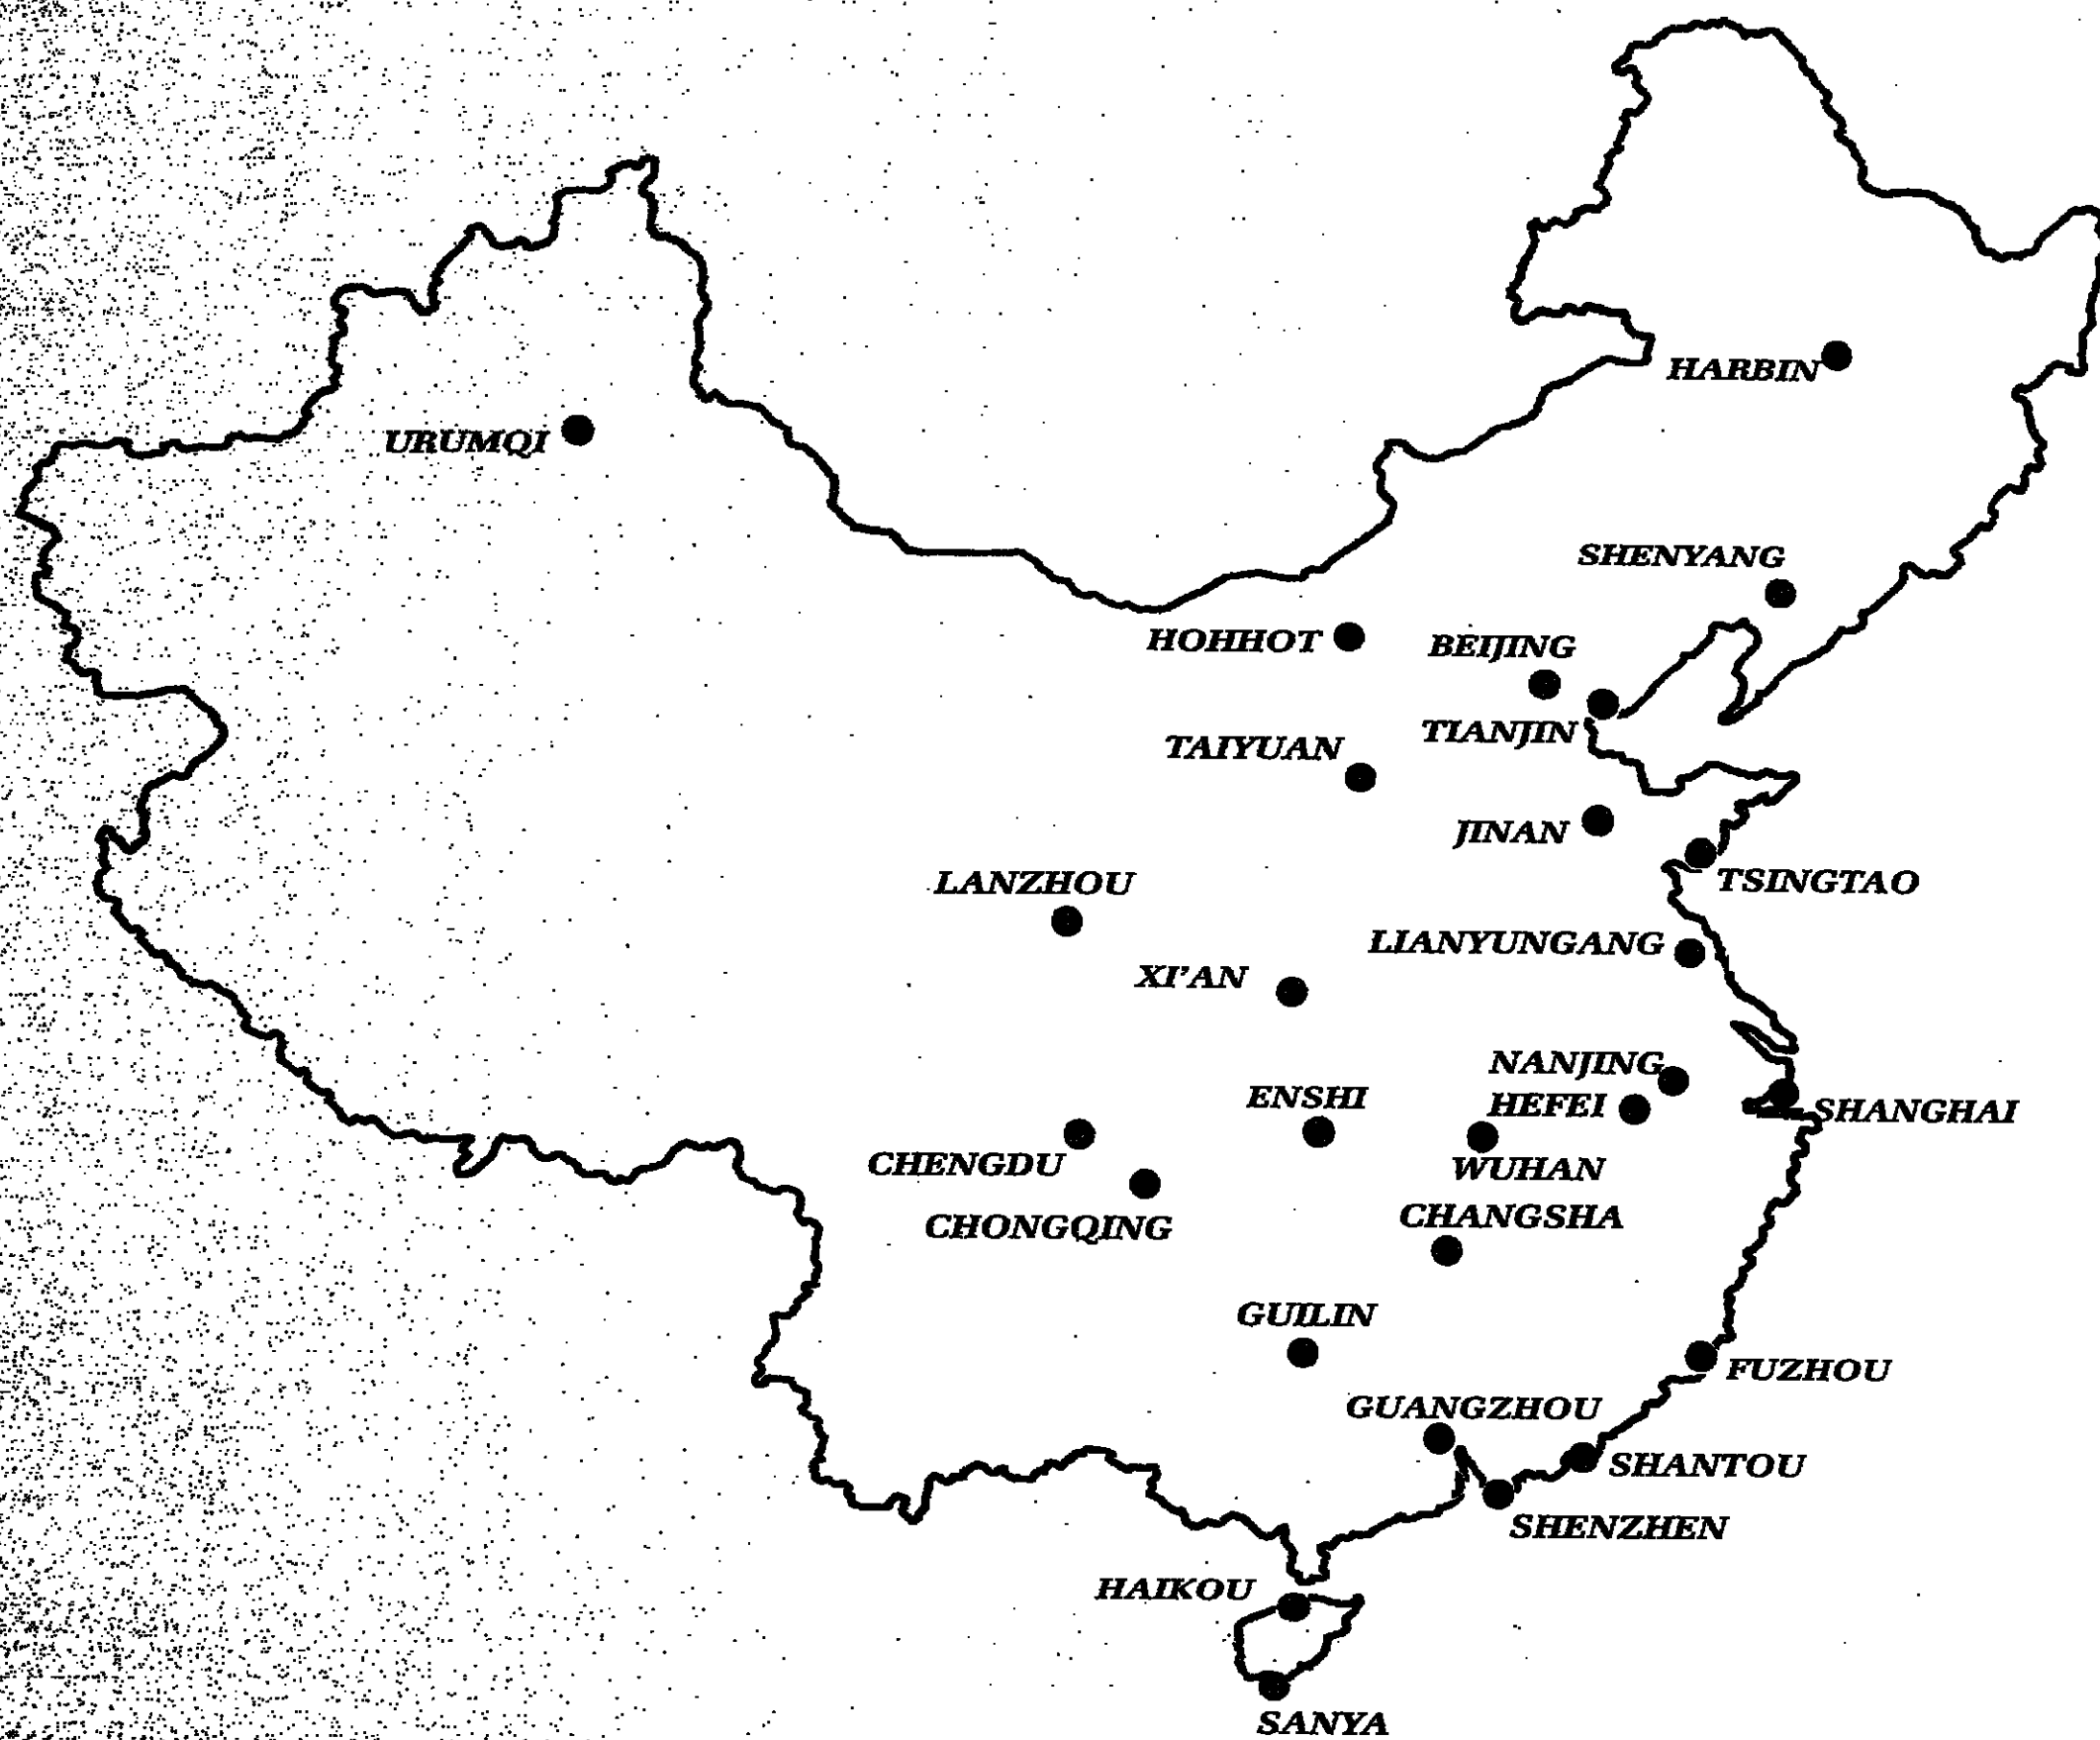 HARBIN
URUMQI
SHENYANG
HOHHOT
BEIJING
TIANJIN
TAIYUAN
JINAN
TSINGTAO
LANZHOU
LIANYUNGANG
XI'AN
NANJING
ENSHI
HEFEI
SHANGHAI
CHENGDU
WUHAN
CHONGQING
CHANGSHA
GUILIN
FUZHOU
GUANGZHOU
SHANTOU
SHENZHEN
HAIKOU
SANYA